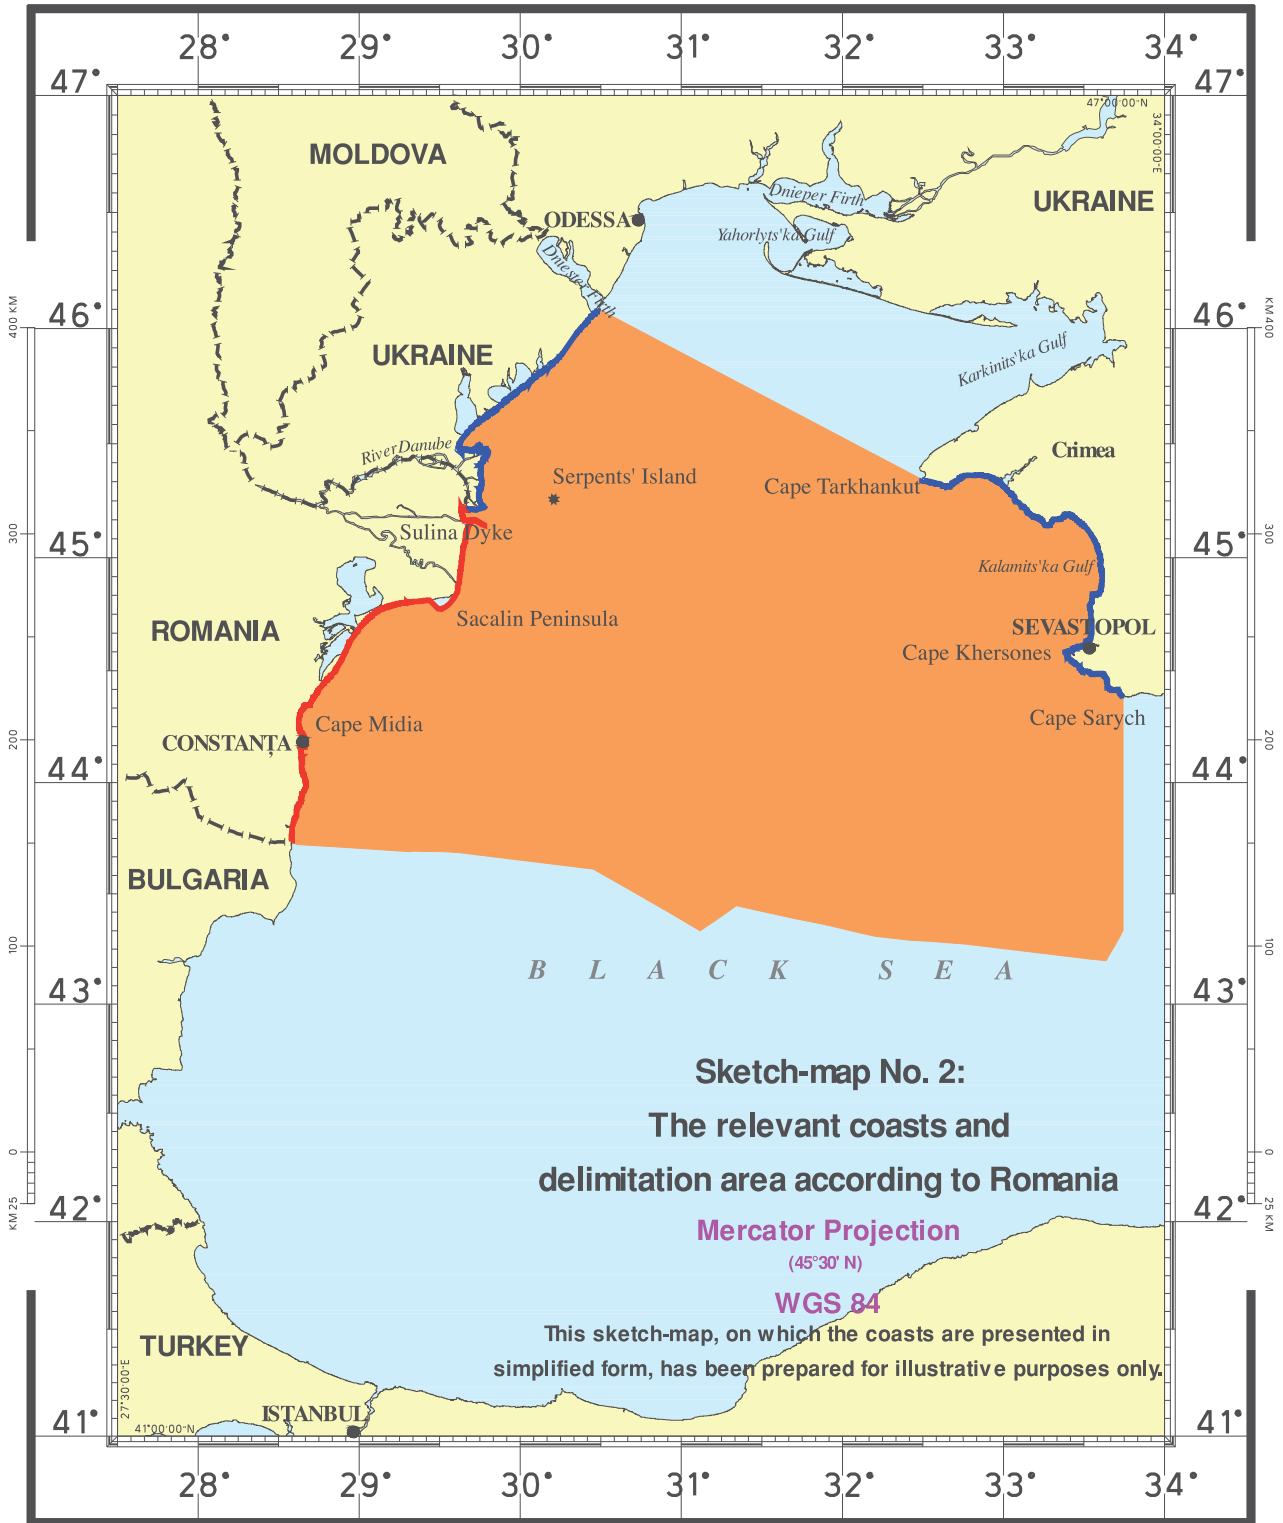 28° 29° 30° 31° 32° 33° 34°
47° 47°
47°00'00"N
34°00'00"E
MOLDOVA
Dnieper Firth
UKRAINE
ODESSA
Yahorlyts'ka Gulf
Dniester Firth
46° 46°
400 KM
KM 400
UKRAINE
Karkinits'ka Gulf
River Danube
Crimea
Serpents' Island
Cape Tarkhankut
300 300
Sulina Dyke
45° 45°
Kalamits'ka Gulf
Sacalin Peninsula
ROMANIA
SEVASTOPOL
Cape Khersones
Cape Midia
Cape Sarych
CONSTANȚA
200 200
44° 44°
BULGARIA
100 100
BLACK SEA
43° 43°
Sketch-map No. 2:
The relevant coasts and
delimitation area according to Romania
0 0
KM 25
25 KM
42° 42°
Mercator Projection
(45°30' N)
WGS 84
This sketch-map, on which the coasts are presented in
simplified form, has been prepared for illustrative purposes only.
TURKEY
27°30'00"E
ISTANBUL
41°00'00"N
41° 41°
28° 29° 30° 31° 32° 33° 34°